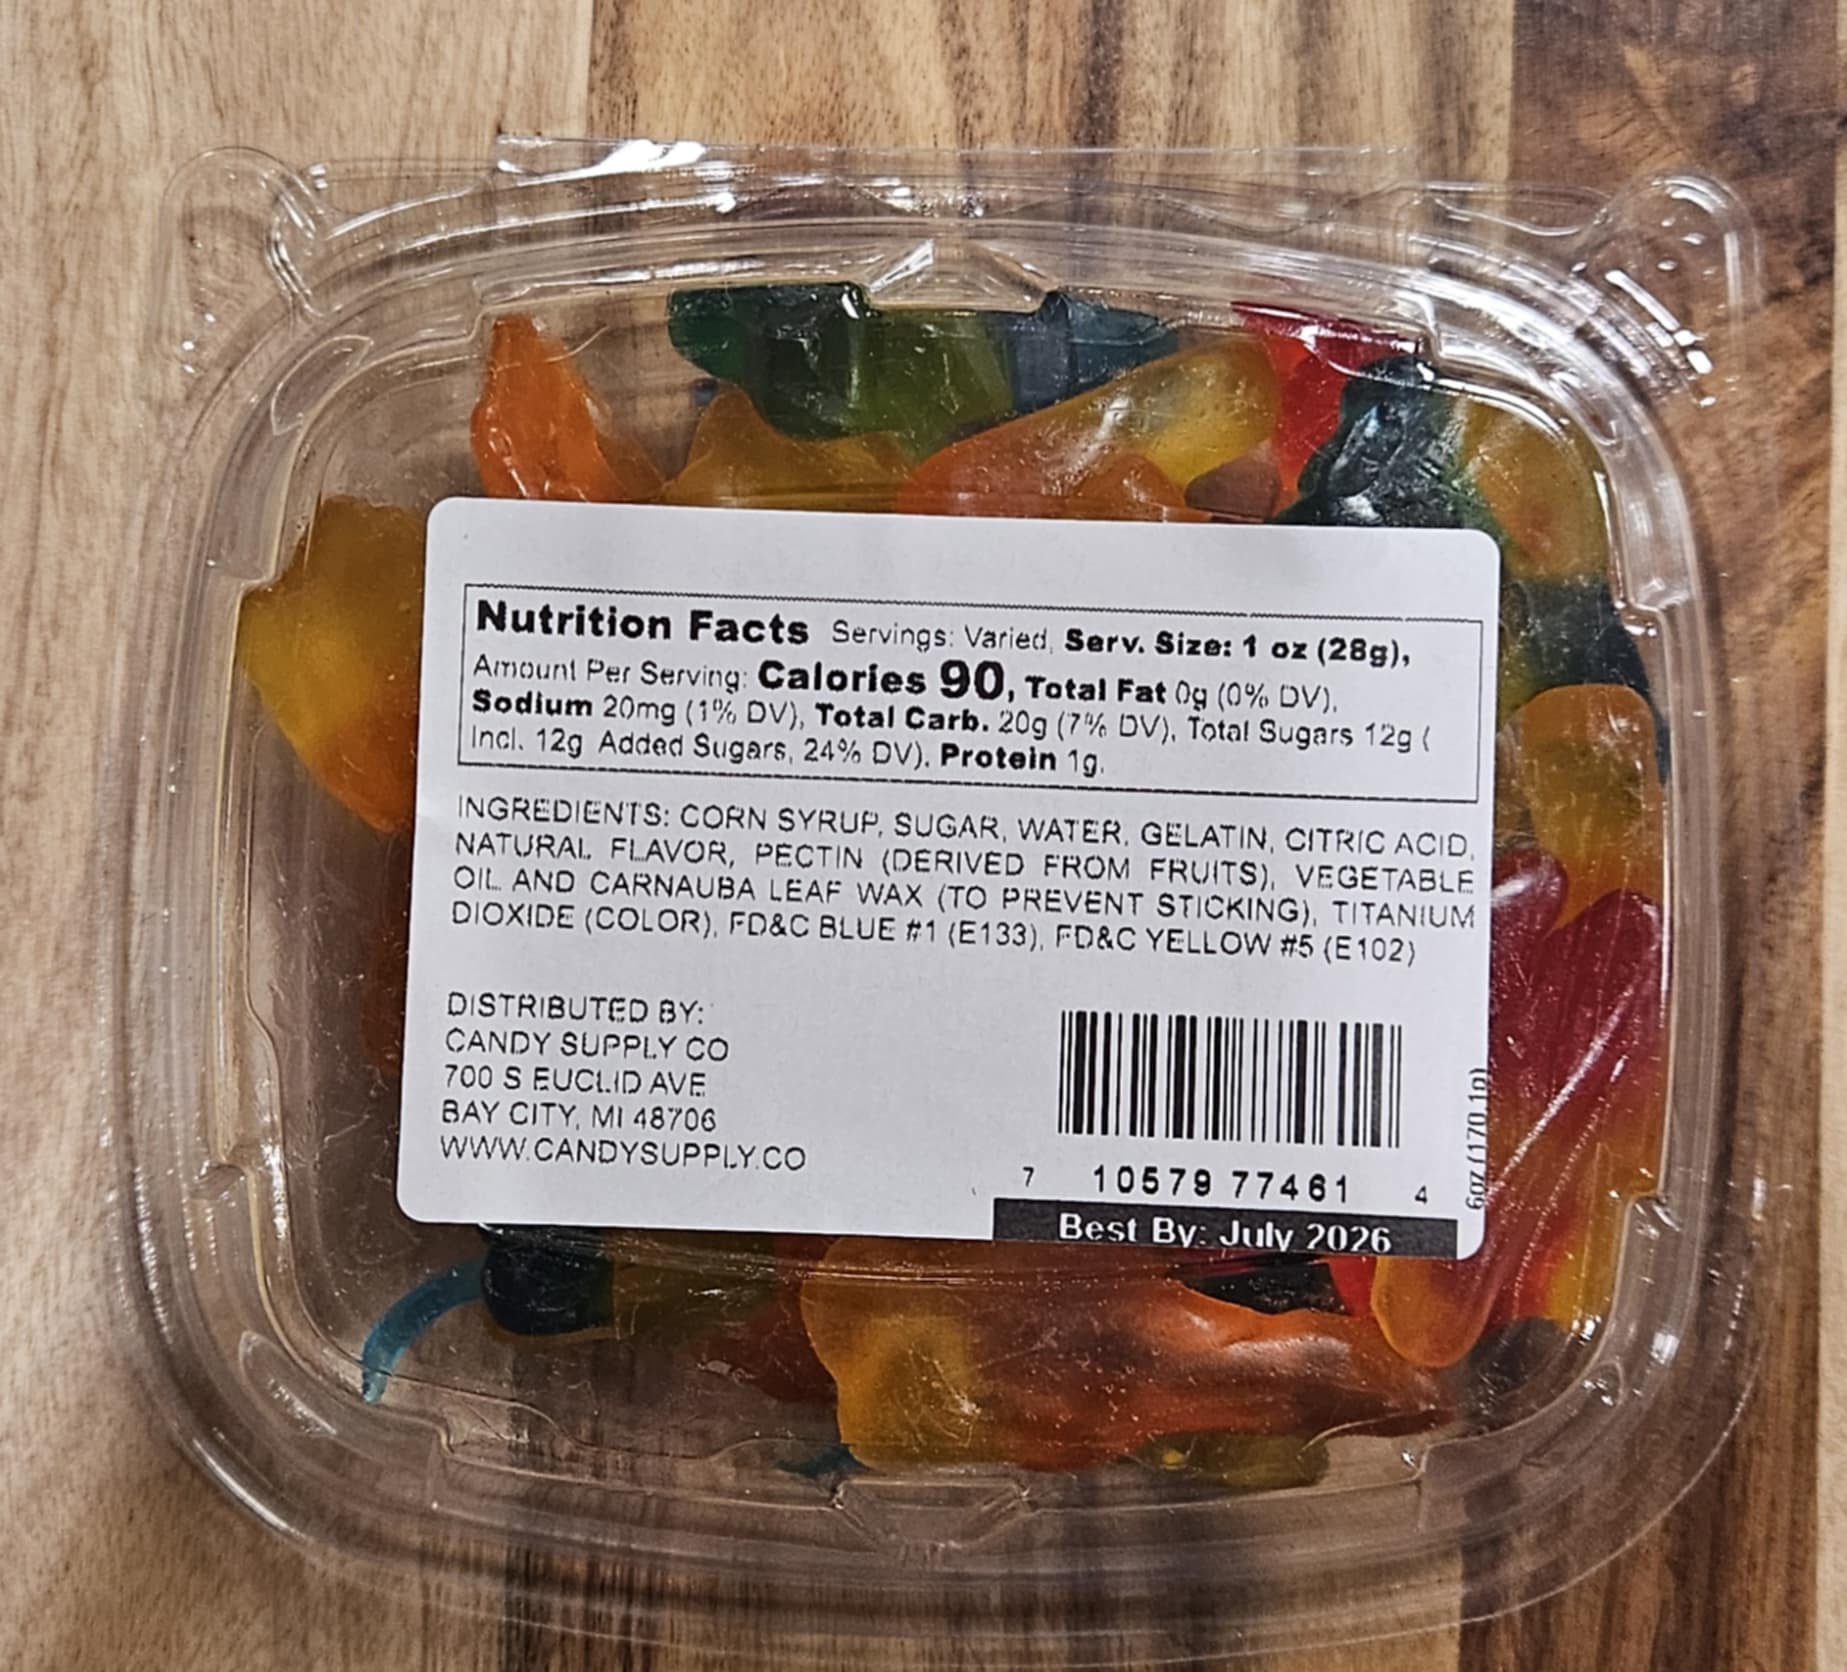 Nutrition Facts Servings: Varied, Serv. Size: 1 oz (28g),
Amount Per Serving: Calories 90, Total Fat 0g (0% DV),
Sodium 20mg (1% DV), Total Carb. 20g (7% DV), Total Sugars 12g (
Incl. 12g Added Sugars, 24% DV), Protein 1g.
INGREDIENTS: CORN SYRUP, SUGAR, WATER, GELATIN, CITRIC ACID,
NATURAL FLAVOR, PECTIN (DERIVED FROM FRUITS), VEGETABLE
OIL AND CARNAUBA LEAF WAX (TO PREVENT STICKING), TITANIUM
DIOXIDE (COLOR), FD&C BLUE #1 (E133), FD&C YELLOW #5 (E102)
DISTRIBUTED BY:
CANDY SUPPLY CO
700 S EUCLID AVE
BAY CITY, MI 48706
WWW.CANDYSUPPLY.CO
7 10579 77461 4
6oz (170.1g)
Best By: July 2026